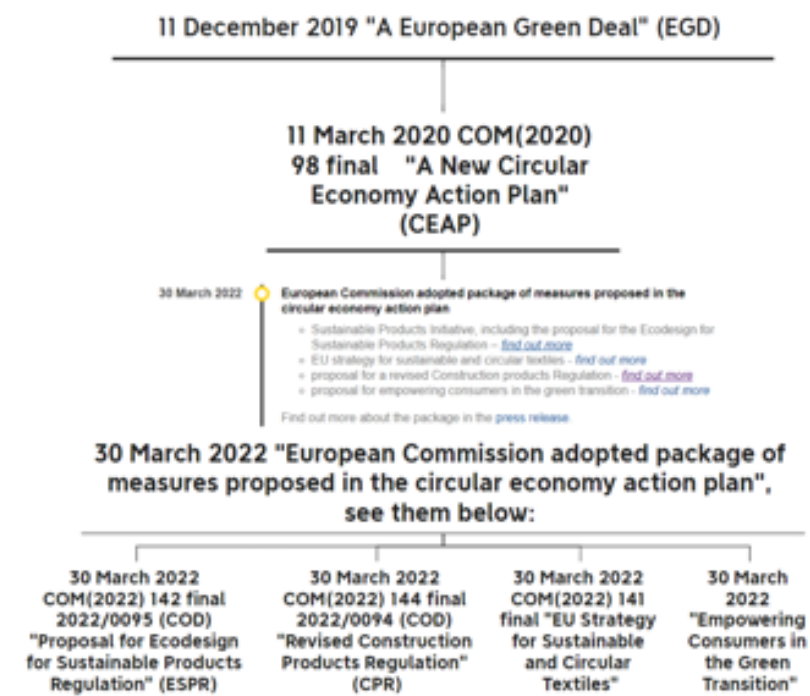 11 December 2019 "A European Green Deal" (EGD)
11 March 2020 COM(2020)
98 final "A New Circular
Economy Action Plan"
(CEAP)
30 March 2022
European Commission adopted package of measures proposed in the
circular economy action plan
Sustainable Products Initiative, including the proposal for the Ecodesign for
Sustainable Products Regulation – find out more
EU strategy for sustainable and circular textiles - find out more
proposal for a revised Construction products Regulation - find out more
proposal for empowering consumers in the green transition - find out more
Find out more about the package in the press release.
30 March 2022 "European Commission adopted package of
measures proposed in the circular economy action plan",
see them below:
30 March 2022
COM(2022) 142 final
2022/0095 (COD)
"Proposal for Ecodesign
for Sustainable Products
Regulation" (ESPR)
30 March 2022
COM(2022) 144 final
2022/0094 (COD)
"Revised Construction
Products Regulation"
(CPR)
30 March 2022
COM(2022) 141
final "EU Strategy
for Sustainable
and Circular
Textiles"
30 March
2022
"Empowering
Consumers in
the Green
Transition"